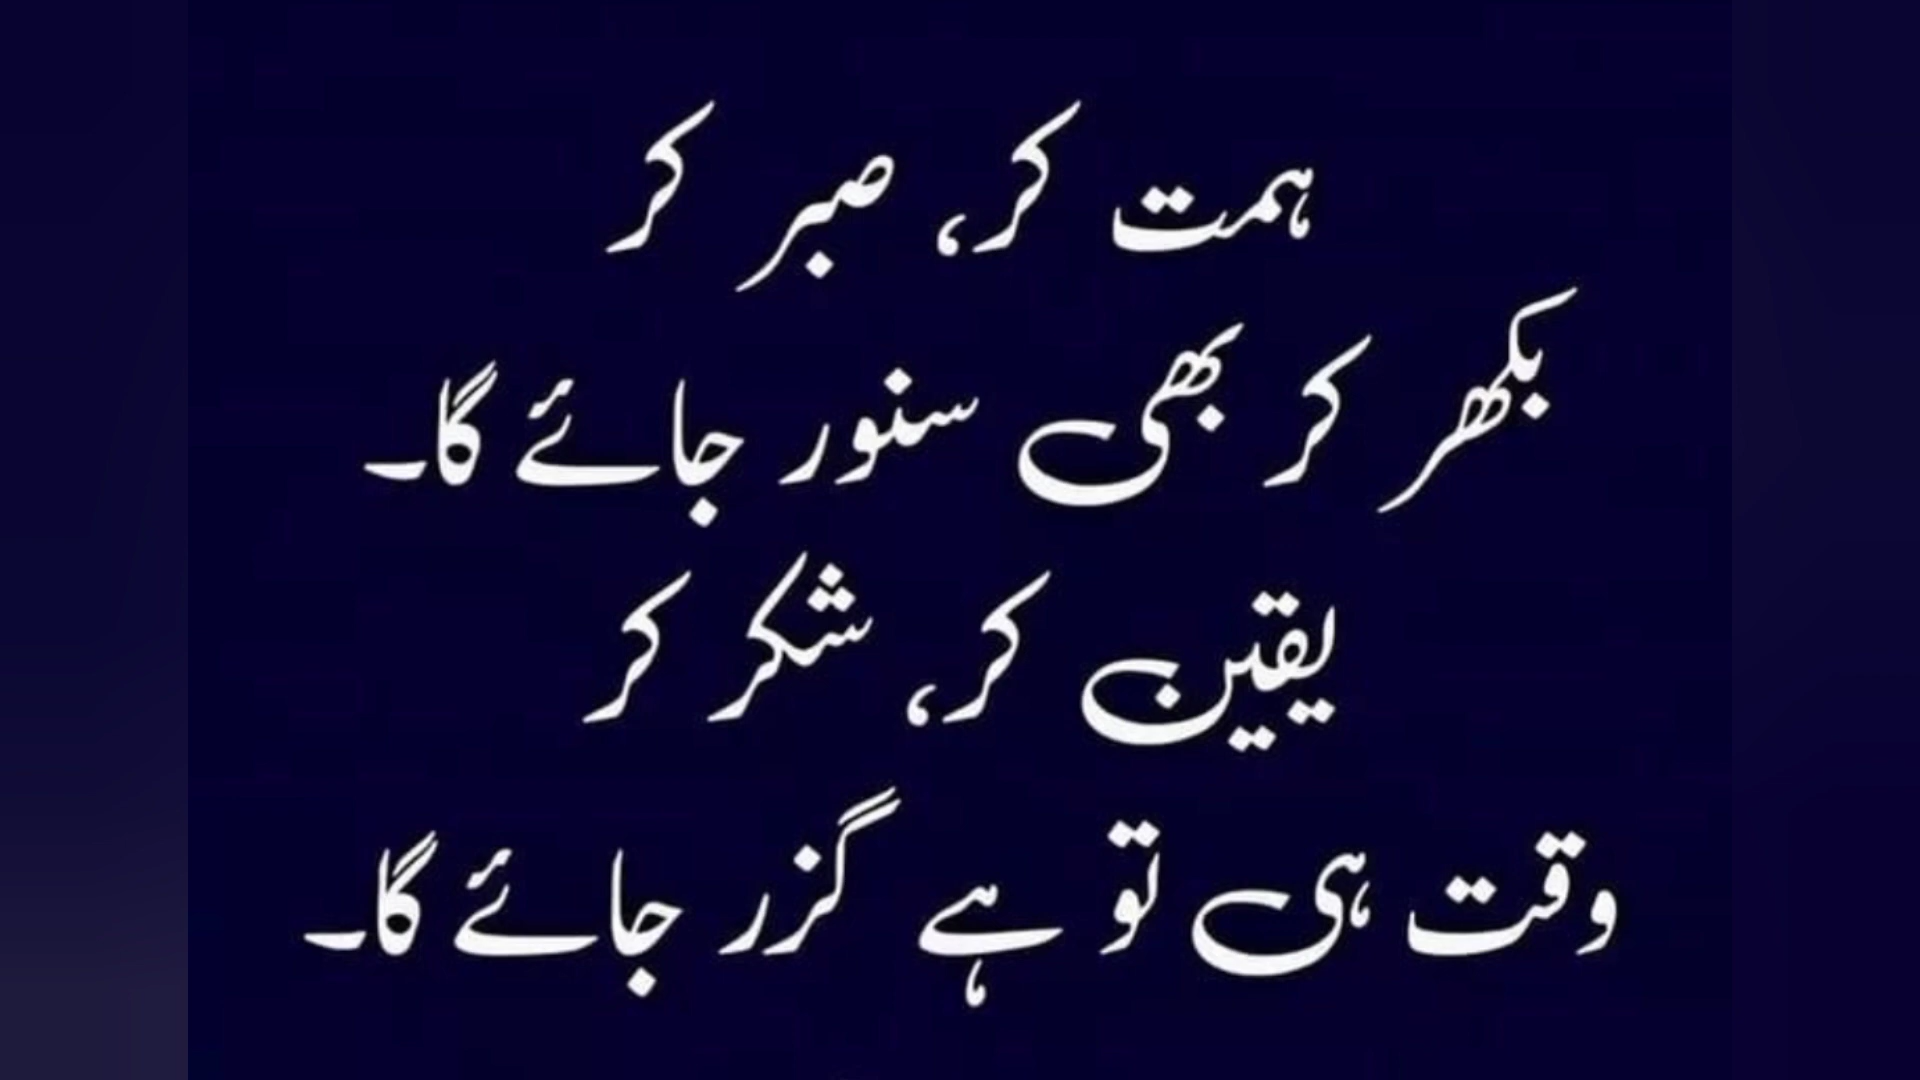 ہمت کر، صبر کر
بکھر کر بھی سنور جائے گا۔
یقین کر، شکر کر
وقت ہی تو ہے گزر جائے گا۔